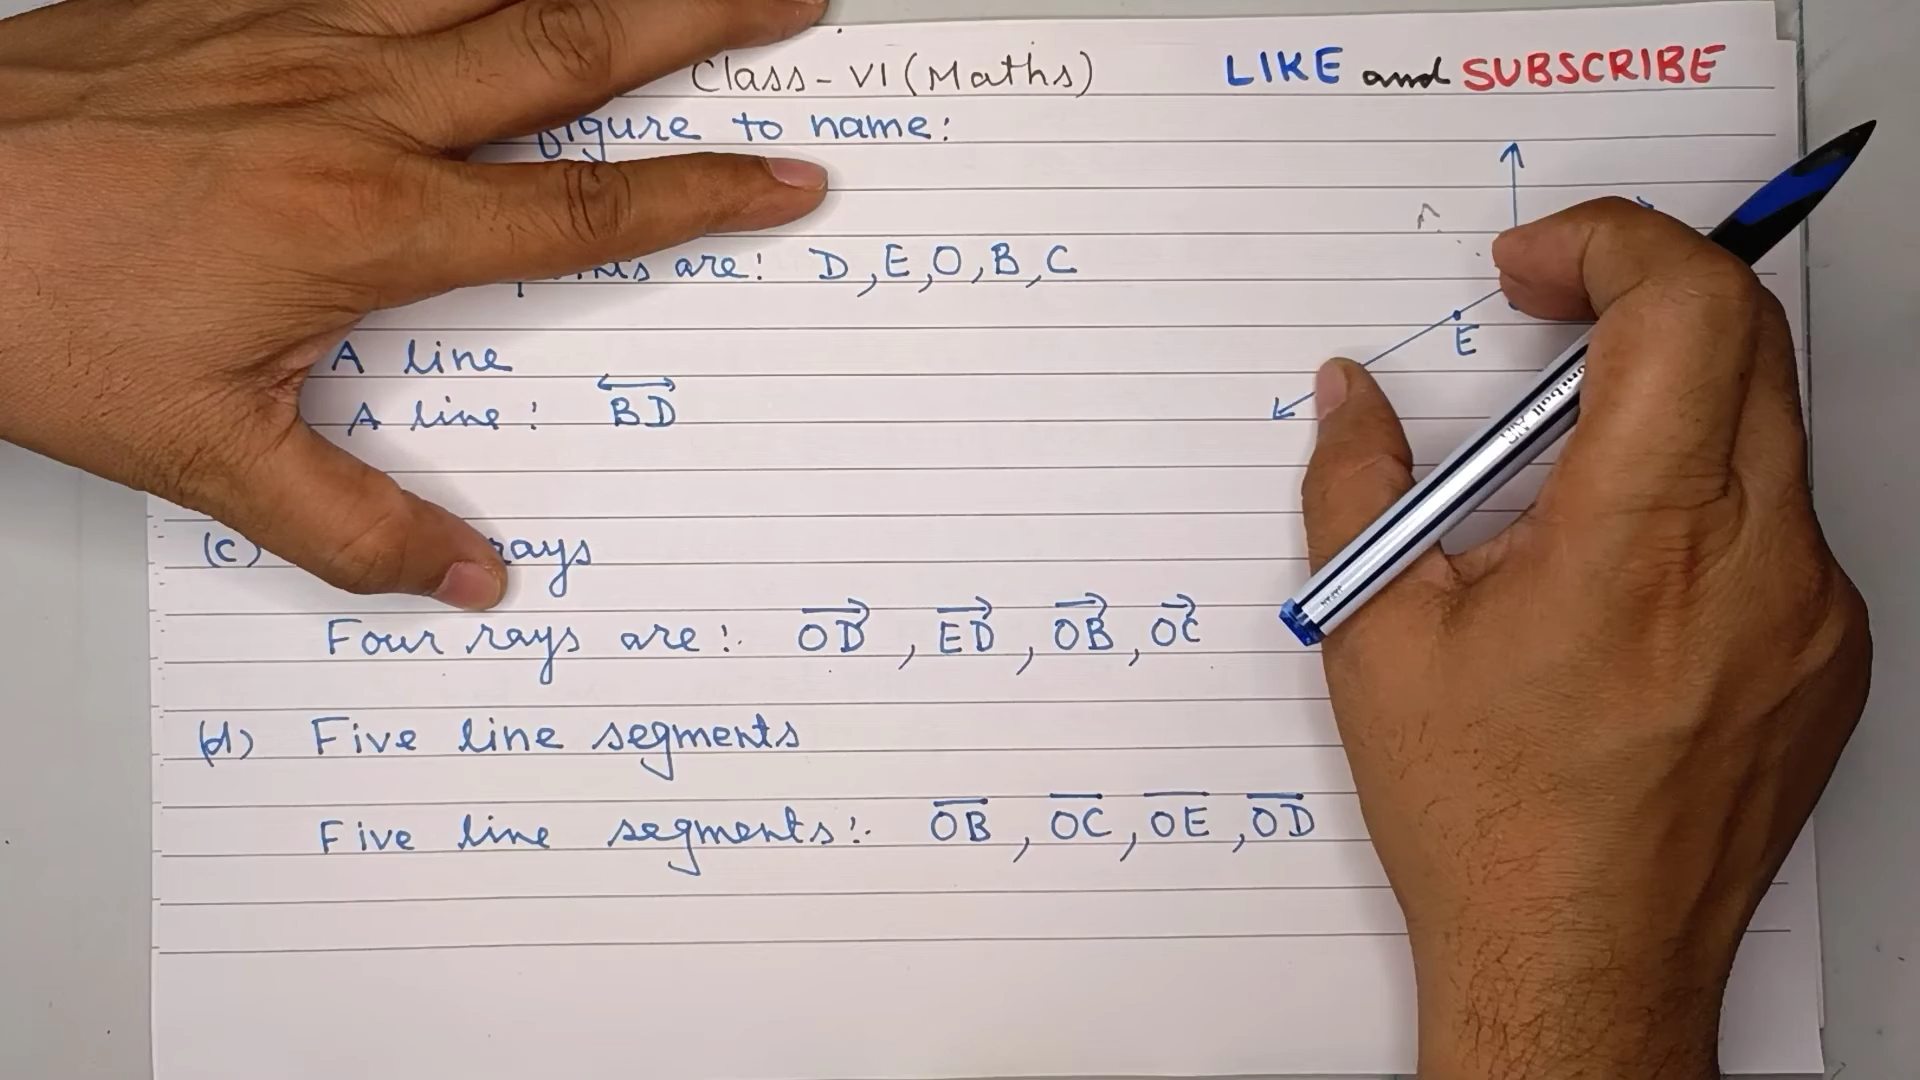 Class-VI (Maths)
LIKE and SUBSCRIBE
figure to name:
are: D, E, O, B, C
E
A line
A line: BD
(c) rays
Four rays are: OD, ED, OB, OC
(d) Five line segments
Five line segments: OB, OC, OE, OD